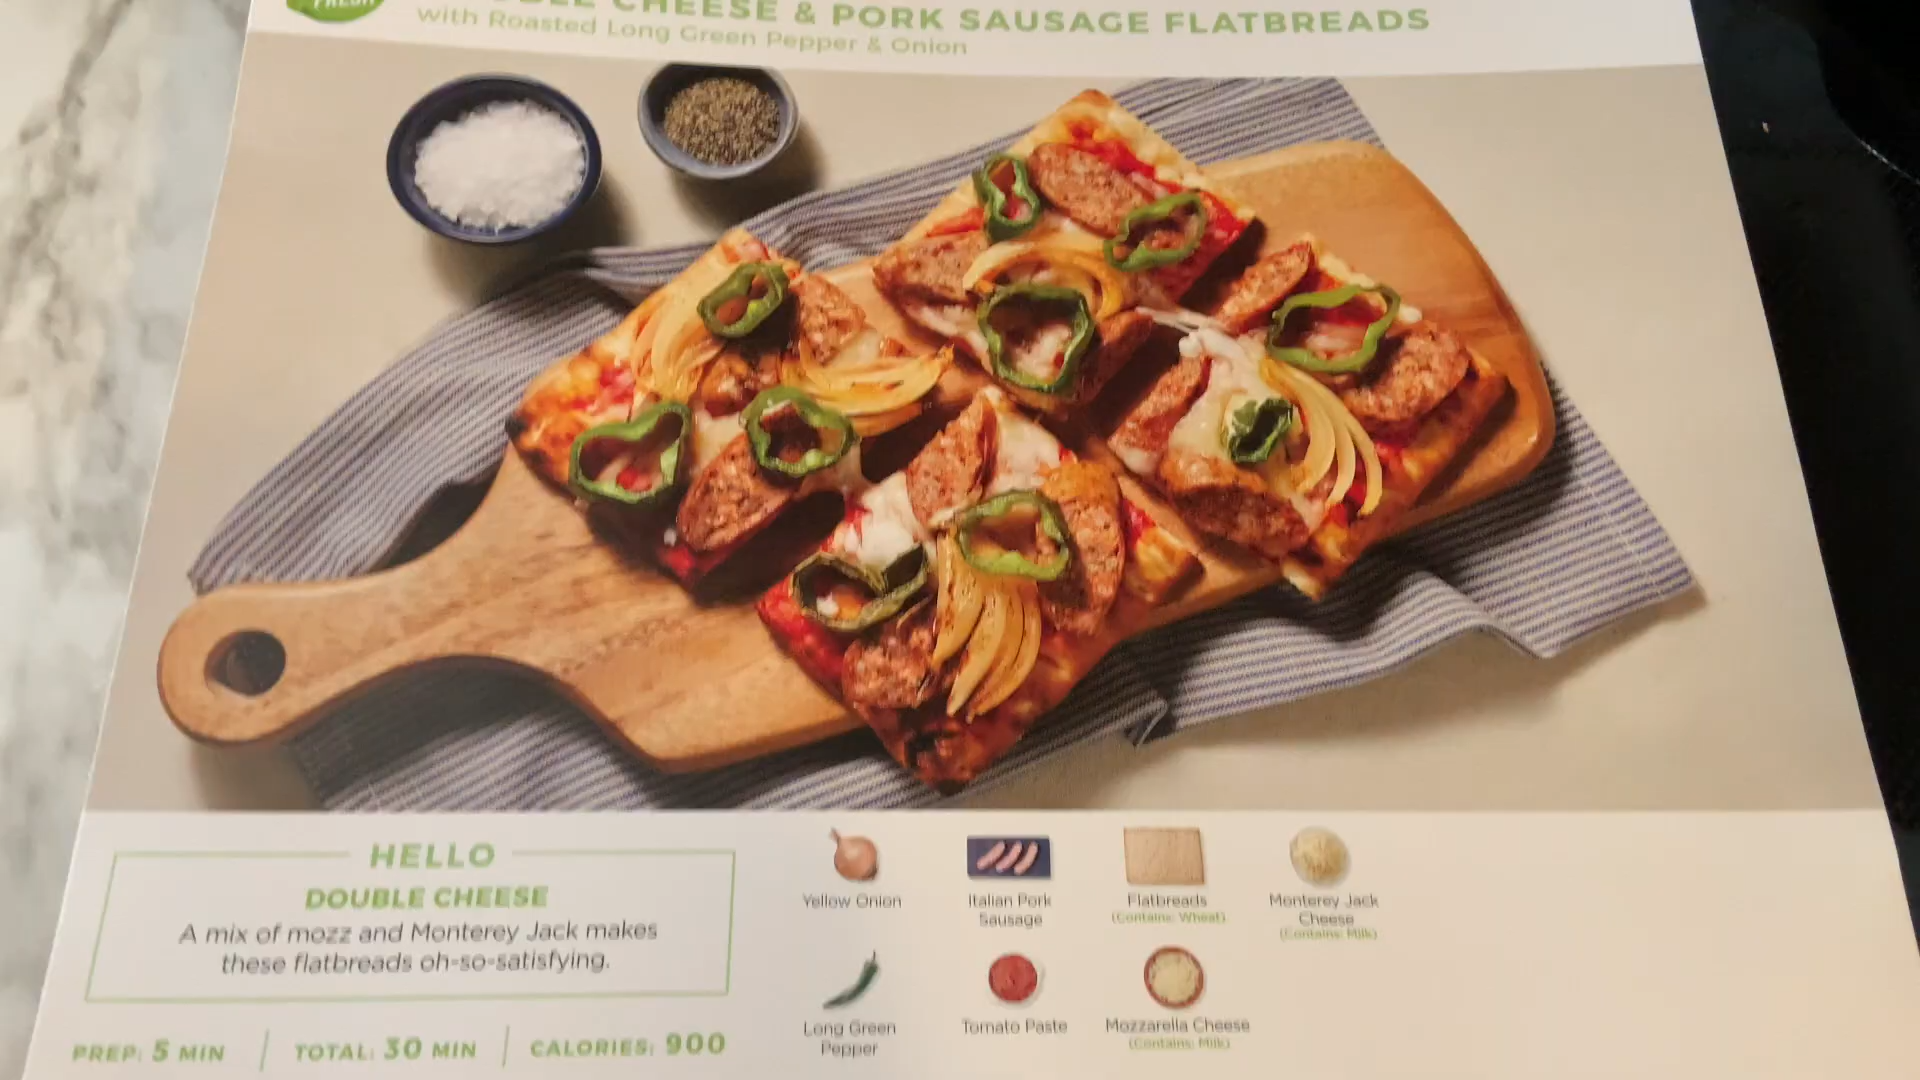 FRESH
CHEESE & PORK SAUSAGE FLATBREADS
with Roasted Long Green Pepper & Onion
HELLO
DOUBLE CHEESE
A mix of mozz and Monterey Jack makes
these flatbreads oh-so-satisfying.
PREP: 5 MIN
TOTAL: 30 MIN
CALORIES: 900
Yellow Onion
Italian Pork
Sausage
Flatbreads
(Contains: Wheat)
Monterey Jack
Cheese
(Contains: Milk)
Long Green
Pepper
Tomato Paste
Mozzarella Cheese
(Contains: Milk)